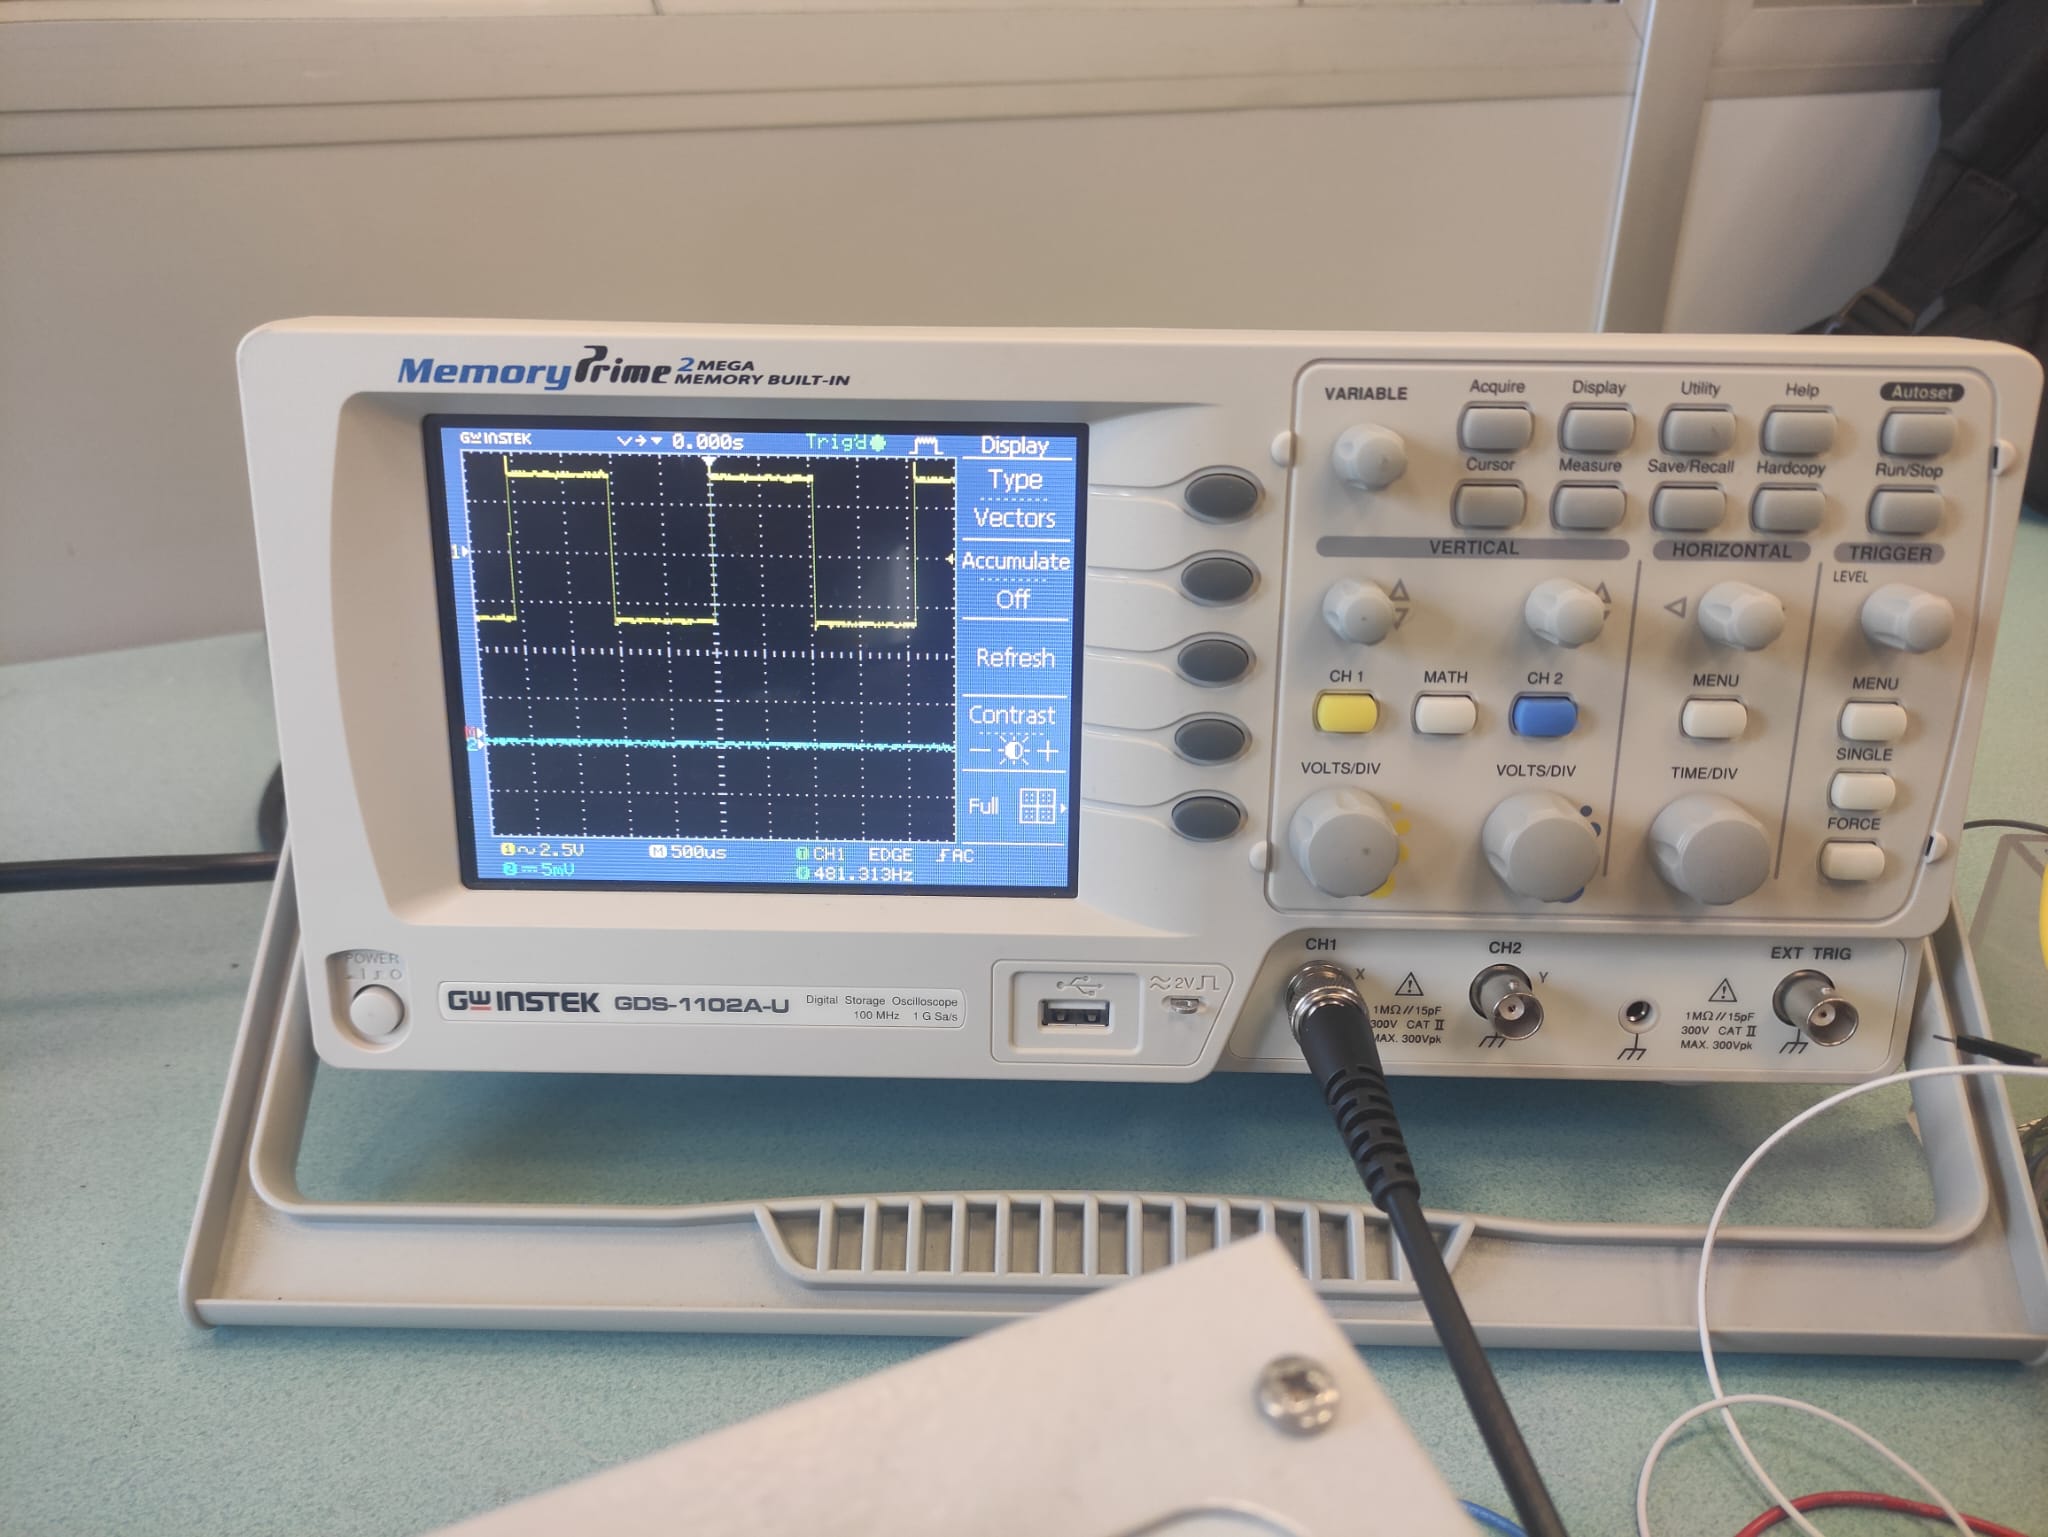 MemoryPrime 2 MEGA
MEMORY BUILT-IN
GW INSTEK 0.000s Trig'd Display
Type
Vectors
1
Accumulate
Off
Refresh
Contrast
2
- +
Full
1 2.5V M 500us T CH1 EDGE AC
2 5mV 481.313Hz
POWER
GW INSTEK GDS-1102A-U Digital Storage Oscilloscope
100 MHz 1 G Sa/s
≈2V
VARIABLE
Acquire Display Utility Help Autoset
Cursor Measure Save/Recall Hardcopy Run/Stop
VERTICAL HORIZONTAL TRIGGER
LEVEL
CH 1 MATH CH 2 MENU MENU
SINGLE
VOLTS/DIV VOLTS/DIV TIME/DIV
FORCE
CH1 CH2 EXT TRIG
X Y
1MΩ//15pF
300V CAT II
MAX. 300Vpk
1MΩ//15pF
300V CAT II
MAX. 300Vpk